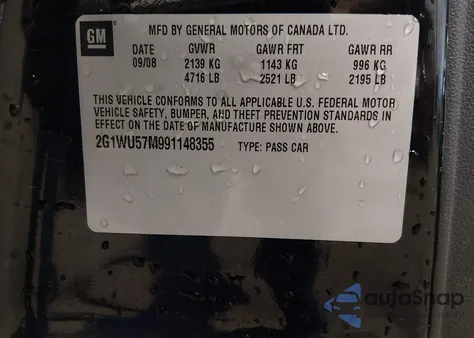 GM
MFD BY GENERAL MOTORS OF CANADA LTD.
DATE GVWR GAWR FRT GAWR RR
09/08 2139 KG 1143 KG 996 KG
4716 LB 2521 LB 2195 LB
THIS VEHICLE CONFORMS TO ALL APPLICABLE U.S. FEDERAL MOTOR
VEHICLE SAFETY, BUMPER, AND THEFT PREVENTION STANDARDS IN
EFFECT ON THE DATE OF MANUFACTURE SHOWN ABOVE.
2G1WU57M991148355 TYPE: PASS CAR
autoSnap